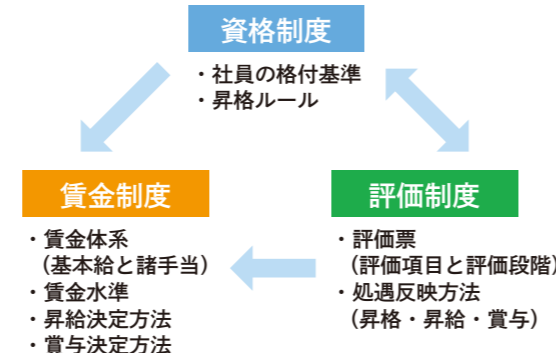 資格制度
・社員の格付基準
・昇格ルール
賃金制度
・賃金体系
（基本給と諸手当）
・賃金水準
・昇給決定方法
・賞与決定方法
評価制度
・評価票
（評価項目と評価段階）
・処遇反映方法
（昇格・昇給・賞与）